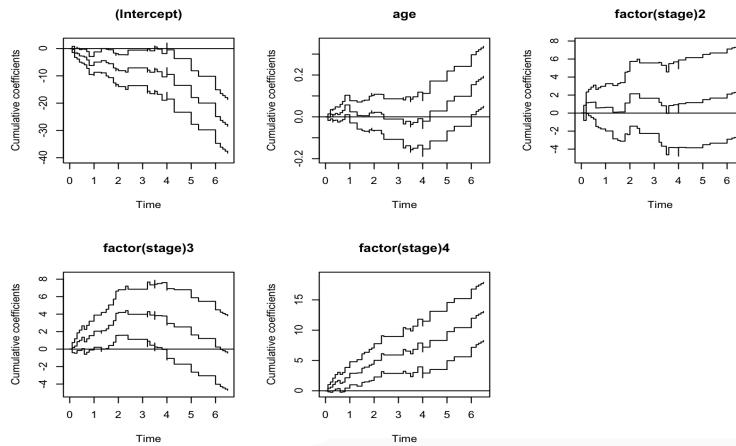 (Intercept)
Cumulative coefficients
0
-10
-20
-30
-40
0 1 2 3 4 5 6
Time
age
Cumulative coefficients
0.2
0.0
-0.2
0 1 2 3 4 5 6
Time
factor(stage)2
Cumulative coefficients
8
6
4
2
0
-4
0 1 2 3 4 5 6
Time
factor(stage)3
Cumulative coefficients
8
6
4
2
0
-4
0 1 2 3 4 5 6
Time
factor(stage)4
Cumulative coefficients
15
10
5
0
0 1 2 3 4 5 6
Time